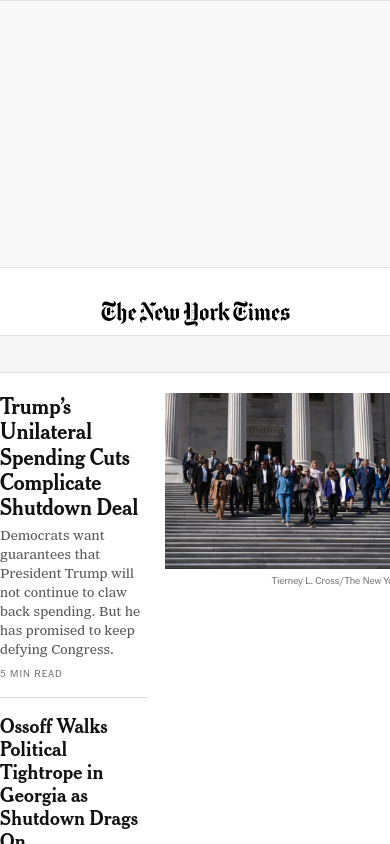 The New York Times
Trump’s
Unilateral
Spending Cuts
Complicate
Shutdown Deal
Democrats want
guarantees that
President Trump will
not continue to claw
back spending. But he
has promised to keep
defying Congress.
5 MIN READ
Tierney L. Cross/The New Yo
Ossoff Walks
Political
Tightrope in
Georgia as
Shutdown Drags
On